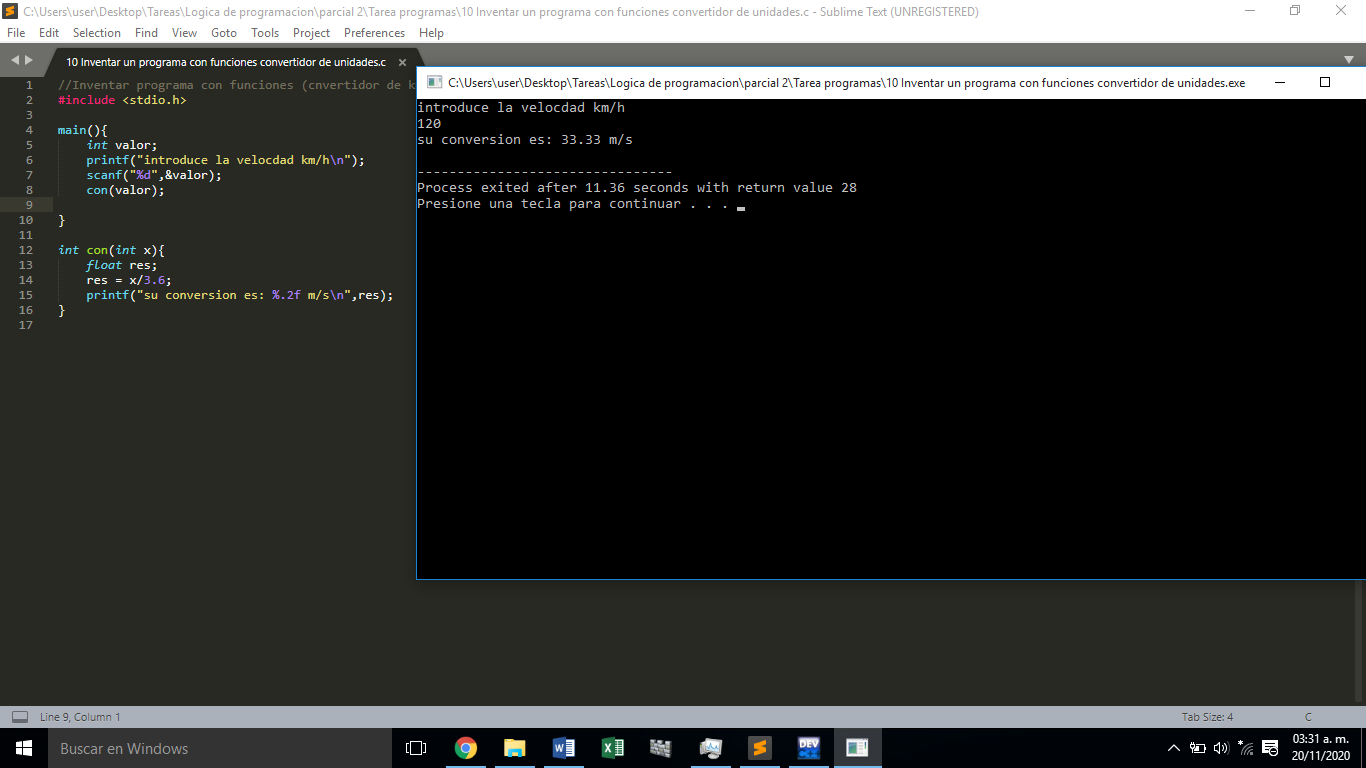 C:\Users\user\Desktop\Tareas\Logica de programacion\parcial 2\Tarea programas\10 Inventar un programa con funciones convertidor de unidades.c - Sublime Text (UNREGISTERED)
File Edit Selection Find View Goto Tools Project Preferences Help
10 Inventar un programa con funciones convertidor de unidades.c
1 //Inventar programa con funciones (cnvertidor de k
2 #include <stdio.h>
3
4 main(){
5 int valor;
6 printf("introduce la velocdad km/h\n");
7 scanf("%d",&valor);
8 con(valor);
9
10 }
11
12 int con(int x){
13 float res;
14 res = x/3.6;
15 printf("su conversion es: %.2f m/s\n",res);
16 }
17
C:\Users\user\Desktop\Tareas\Logica de programacion\parcial 2\Tarea programas\10 Inventar un programa con funciones convertidor de unidades.exe
introduce la velocdad km/h
120
su conversion es: 33.33 m/s
--------------------------------
Process exited after 11.36 seconds with return value 28
Presione una tecla para continuar . . .
Line 9, Column 1 Tab Size: 4 C
Buscar en Windows
DEV C++
03:31 a. m.
20/11/2020